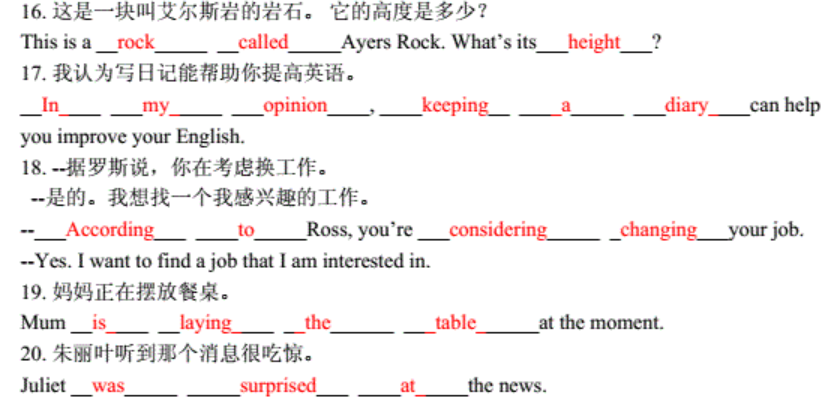 16. 这是一块叫艾尔斯岩的岩石。 它的高度是多少？
This is a __rock_____ __called_____Ayers Rock. What's its___height___?
17. 我认为写日记能帮助你提高英语。
__In____ ___my_____ ___opinion____, ____keeping__ ____a_____ ___diary____can help
you improve your English.
18. --据罗斯说，你在考虑换工作。
--是的。我想找一个我感兴趣的工作。
--___According___ ____to_____Ross, you're ___considering_____ _changing___your job.
--Yes. I want to find a job that I am interested in.
19. 妈妈正在摆放餐桌。
Mum __is____ __laying____ __the______ ___table______at the moment.
20. 朱丽叶听到那个消息很吃惊。
Juliet __was_____ _____surprised___ ____at_____the news.